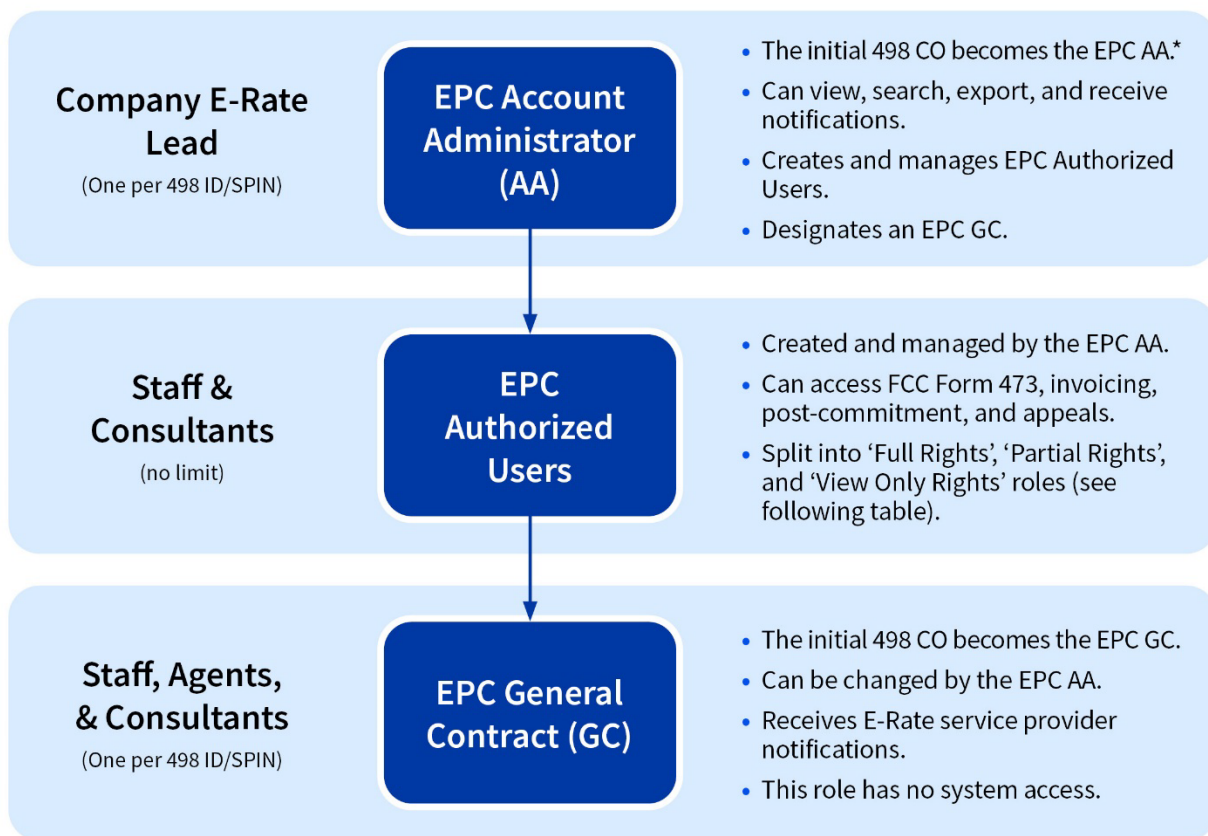 Company E-Rate
Lead
(One per 498 ID/SPIN)
EPC Account
Administrator
(AA)
• The initial 498 CO becomes the EPC AA.*
• Can view, search, export, and receive
notifications.
• Creates and manages EPC Authorized
Users.
• Designates an EPC GC.
Staff &
Consultants
(no limit)
EPC
Authorized
Users
• Created and managed by the EPC AA.
• Can access FCC Form 473, invoicing,
post-commitment, and appeals.
• Split into ‘Full Rights’, ‘Partial Rights’,
and ‘View Only Rights’ roles (see
following table).
Staff, Agents,
& Consultants
(One per 498 ID/SPIN)
EPC General
Contract (GC)
• The initial 498 CO becomes the EPC GC.
• Can be changed by the EPC AA.
• Receives E-Rate service provider
notifications.
• This role has no system access.